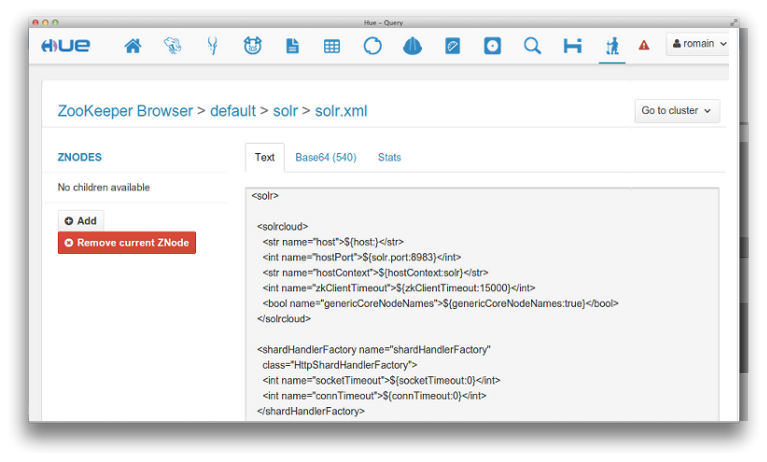 Hue - Query
HUE
romain
ZooKeeper Browser > default > solr > solr.xml
Go to cluster
ZNODES
No children available
Add
Remove current ZNode
Text Base64 (540) Stats
<solr>
<solrcloud>
<str name="host">${host:}</str>
<int name="hostPort">${solr.port:8983}</int>
<str name="hostContext">${hostContext:solr}</str>
<int name="zkClientTimeout">${zkClientTimeout:15000}</int>
<bool name="genericCoreNodeNames">${genericCoreNodeNames:true}</bool>
</solrcloud>
<shardHandlerFactory name="shardHandlerFactory"
class="HttpShardHandlerFactory">
<int name="socketTimeout">${socketTimeout:0}</int>
<int name="connTimeout">${connTimeout:0}</int>
</shardHandlerFactory>